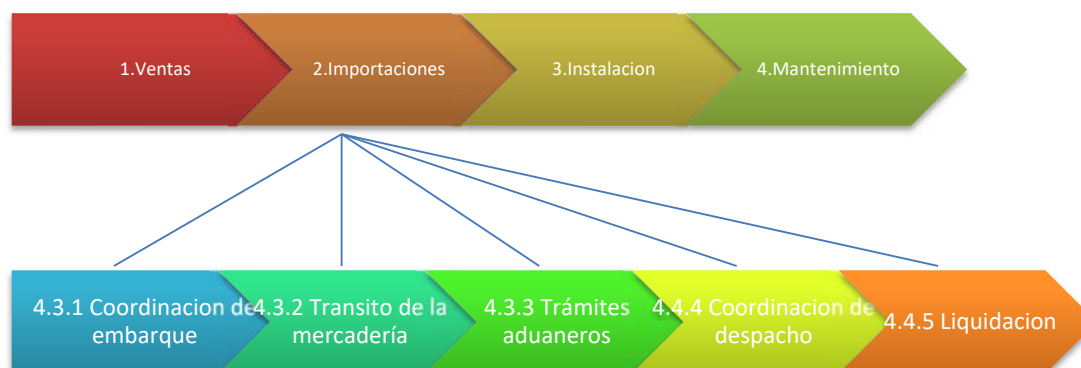 1.Ventas
2.Importaciones
3.Instalacion
4.Mantenimiento
4.3.1 Coordinacion de
embarque
4.3.2 Transito de la
mercadería
4.3.3 Trámites
aduaneros
4.4.4 Coordinacion de
despacho
4.4.5 Liquidacion